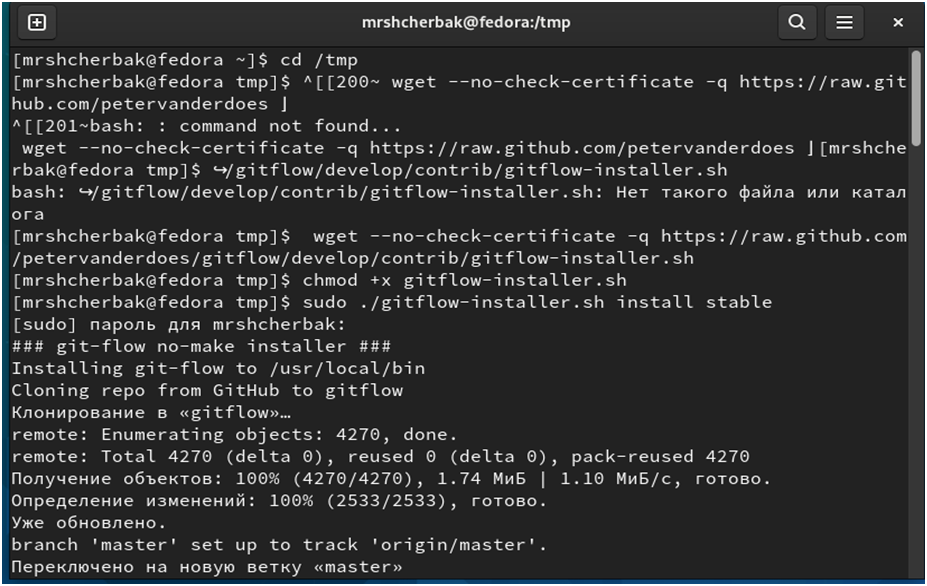 mrshcherbak@fedora:/tmp
[mrshcherbak@fedora ~]$ cd /tmp
[mrshcherbak@fedora tmp]$ ^[[200~ wget --no-check-certificate -q https://raw.git
hub.com/petervanderdoes ⌋
^[[201~bash: : command not found...
 wget --no-check-certificate -q https://raw.github.com/petervanderdoes ⌋[mrshche
rbak@fedora tmp]$ ↪/gitflow/develop/contrib/gitflow-installer.sh
bash: ↪/gitflow/develop/contrib/gitflow-installer.sh: Нет такого файла или катал
ога
[mrshcherbak@fedora tmp]$  wget --no-check-certificate -q https://raw.github.com
/petervanderdoes/gitflow/develop/contrib/gitflow-installer.sh
[mrshcherbak@fedora tmp]$ chmod +x gitflow-installer.sh
[mrshcherbak@fedora tmp]$ sudo ./gitflow-installer.sh install stable
[sudo] пароль для mrshcherbak:
### git-flow no-make installer ###
Installing git-flow to /usr/local/bin
Cloning repo from GitHub to gitflow
Клонирование в «gitflow»…
remote: Enumerating objects: 4270, done.
remote: Total 4270 (delta 0), reused 0 (delta 0), pack-reused 4270
Получение объектов: 100% (4270/4270), 1.74 МиБ | 1.10 МиБ/с, готово.
Определение изменений: 100% (2533/2533), готово.
Уже обновлено.
branch 'master' set up to track 'origin/master'.
Переключено на новую ветку «master»